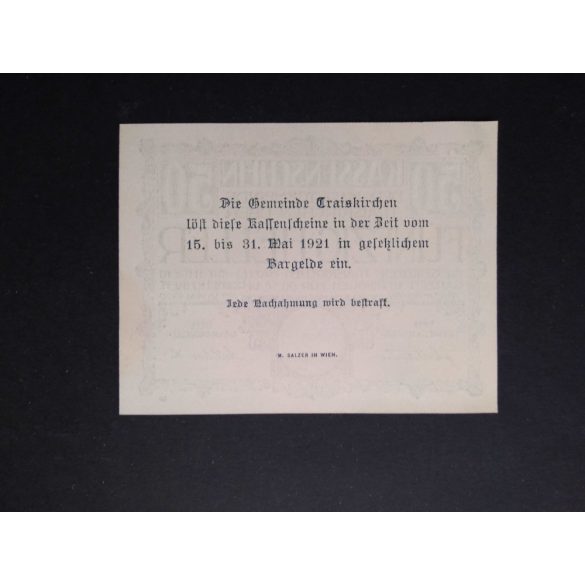 Die Gemeinde Traiskirchen
löst diese Kassenscheine in der Zeit vom
15. bis 31. Mai 1921 in gesetzlichem
Bargelde ein.
Jede Nachahmung wird bestraft.
M. SALZER IN WIEN.